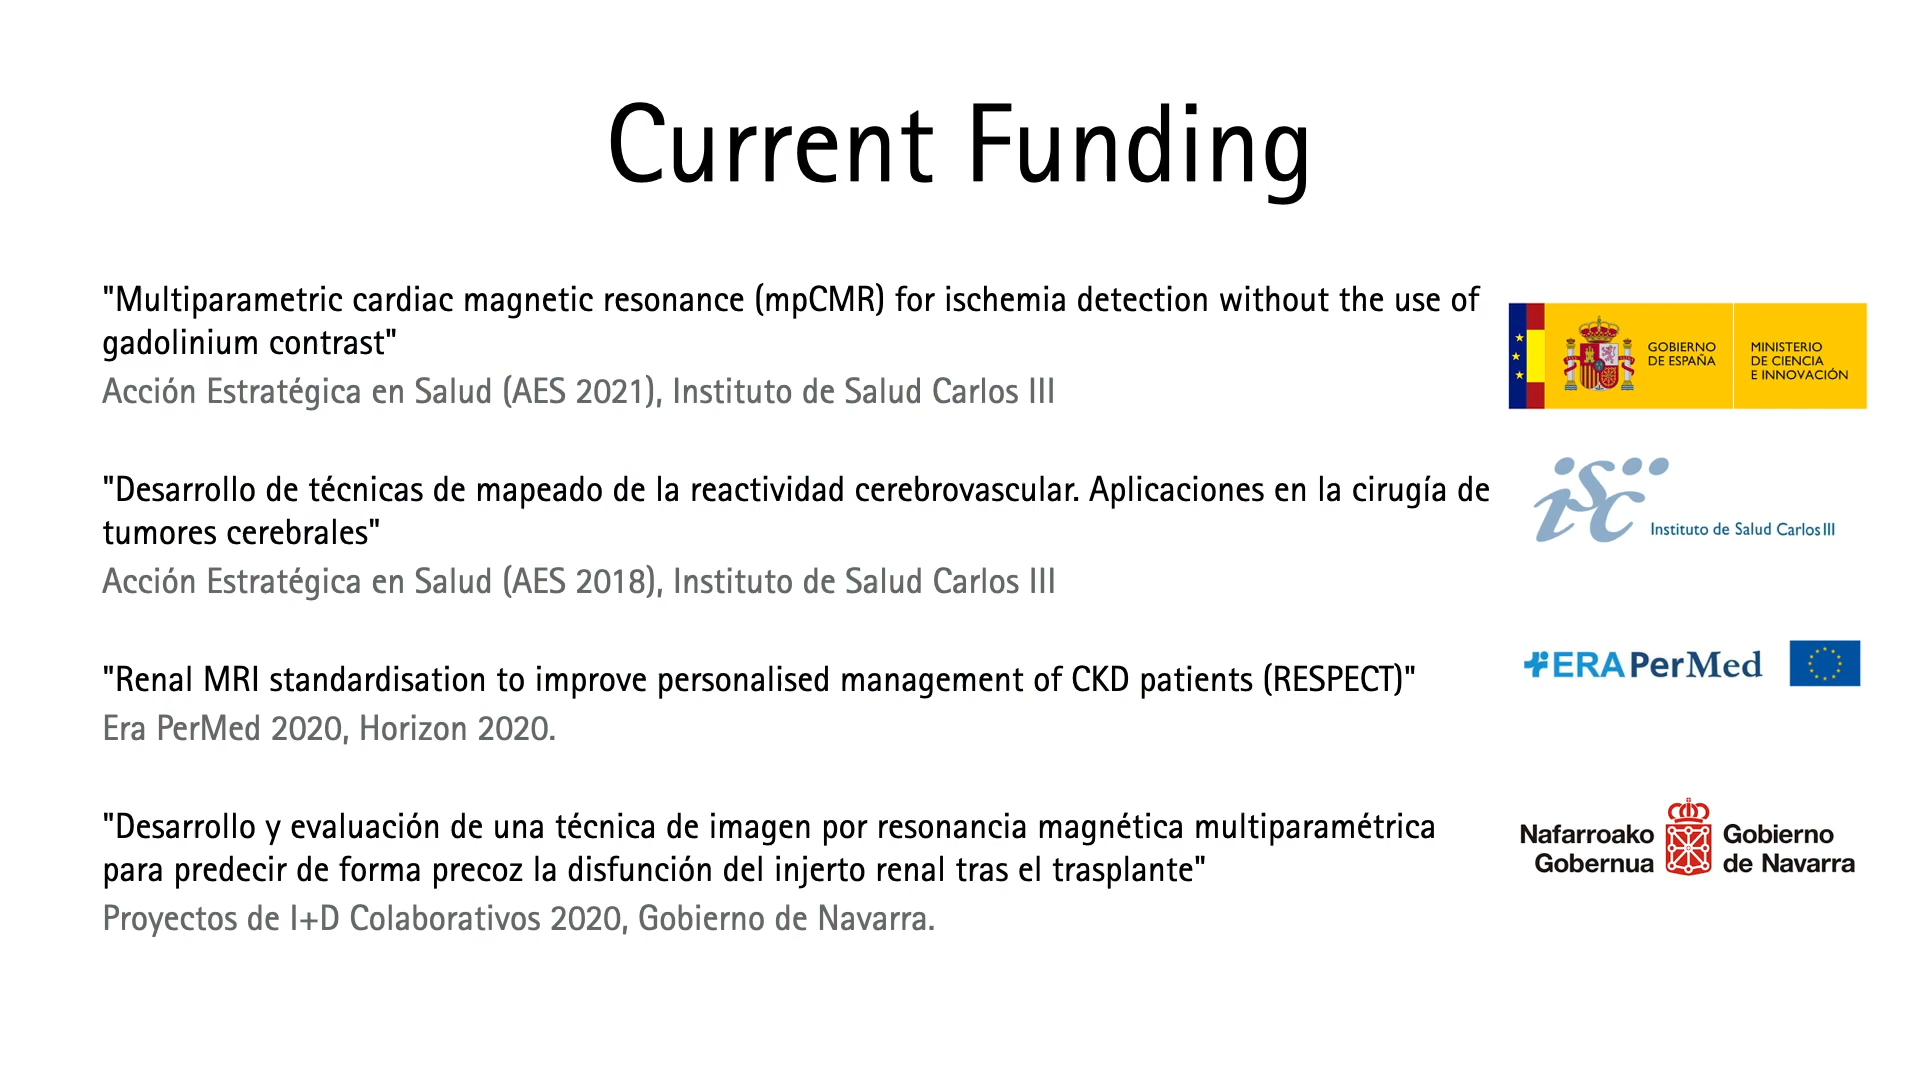 Current Funding
"Multiparametric cardiac magnetic resonance (mpCMR) for ischemia detection without the use of
gadolinium contrast"
Acción Estratégica en Salud (AES 2021), Instituto de Salud Carlos III
GOBIERNO
DE ESPAÑA
MINISTERIO
DE CIENCIA
E INNOVACIÓN
"Desarrollo de técnicas de mapeado de la reactividad cerebrovascular. Aplicaciones en la cirugía de
tumores cerebrales"
Acción Estratégica en Salud (AES 2018), Instituto de Salud Carlos III
isciii
Instituto de Salud Carlos III
"Renal MRI standardisation to improve personalised management of CKD patients (RESPECT)"
Era PerMed 2020, Horizon 2020.
ERA PerMed
"Desarrollo y evaluación de una técnica de imagen por resonancia magnética multiparamétrica
para predecir de forma precoz la disfunción del injerto renal tras el trasplante"
Proyectos de I+D Colaborativos 2020, Gobierno de Navarra.
Nafarroako
Gobernua
Gobierno
de Navarra